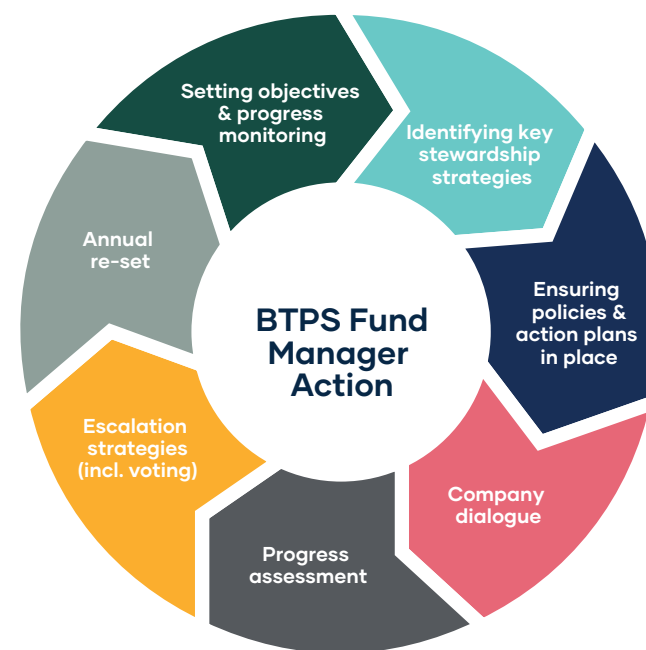 Setting objectives
& progress
monitoring
Identifying key
stewardship
strategies
Ensuring
policies &
action plans
in place
Company
dialogue
Progress
assessment
Escalation
strategies
(incl. voting)
Annual
re-set
BTPS Fund
Manager
Action